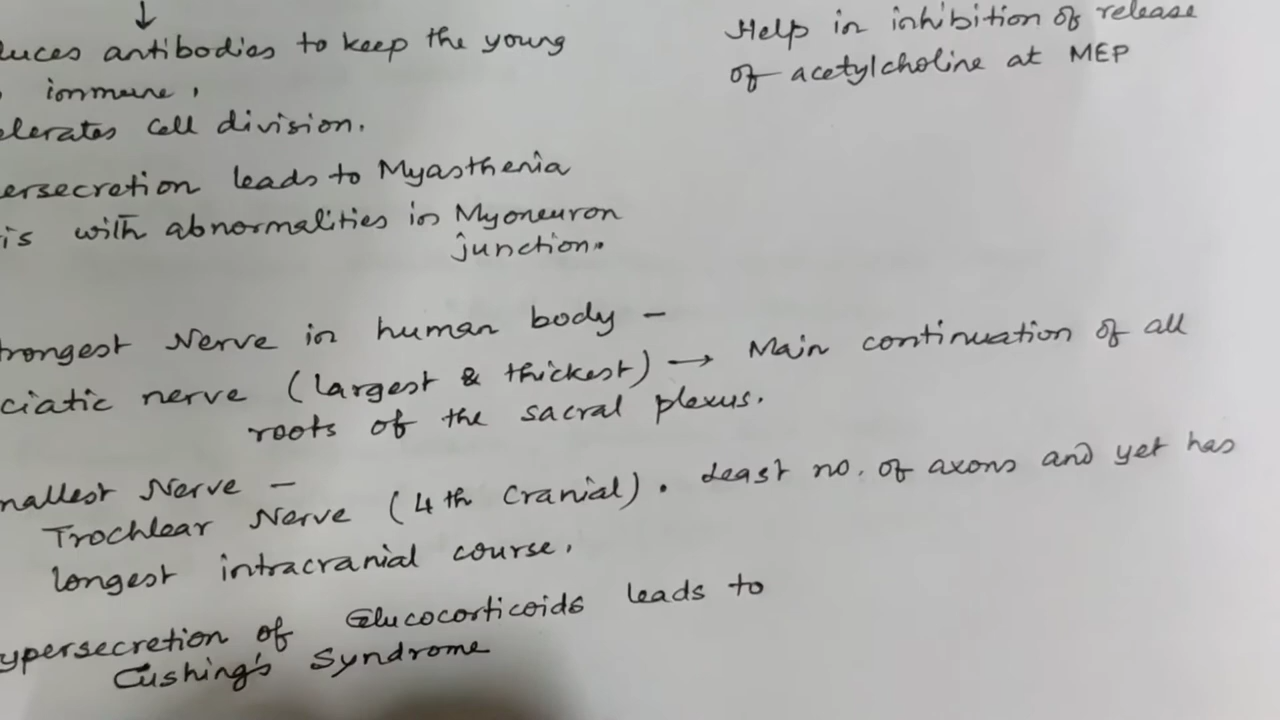 uces antibodies to keep the young
immune,
elerates cell division.
ersecretion leads to Myasthenia
is with abnormalities in Myoneuron
junction.
Help in inhibition of release
of acetylcholine at MEP
trongest Nerve in human body -
ciatic nerve (largest & thickest) → Main continuation of all
roots of the sacral plexus.
mallest Nerve -
Trochlear Nerve (4th Cranial). Least no. of axons and yet has
longest intracranial course.
ypersecretion of Glucocorticoids leads to
Cushing's Syndrome